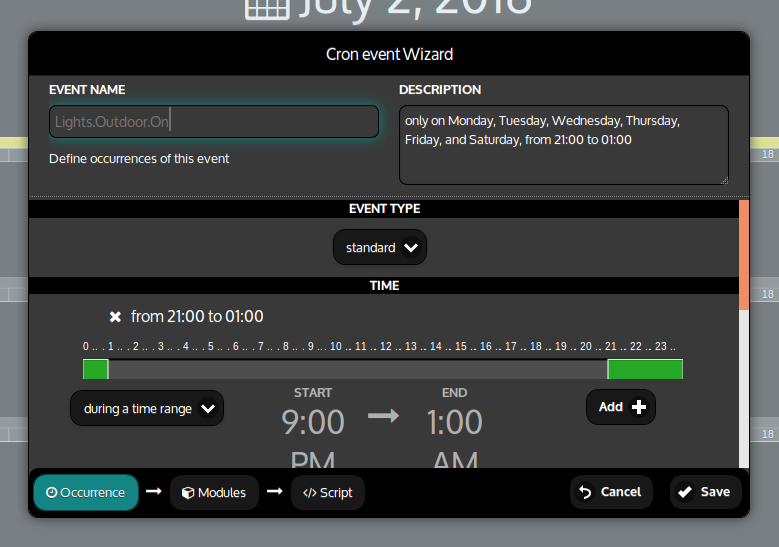 July 2, 2018
Cron event Wizard
EVENT NAME
DESCRIPTION
Lights.Outdoor.On
only on Monday, Tuesday, Wednesday, Thursday,
Friday, and Saturday, from 21:00 to 01:00
Define occurrences of this event
18
EVENT TYPE
standard
TIME
18
from 21:00 to 01:00
0 .. . 1 .. . 2 .. . 3 .. . 4 .. . 5 .. . 6 .. . 7 .. . 8 .. . 9 .. . 10 .. 11 .. 12 .. 13 .. 14 .. 15 .. 16 .. 17 .. 18 .. 19 .. 20 .. 21 .. 22 .. 23 ..
during a time range
START
END
Add
9:00
1:00
18
PM
AM
Occurrence
Modules
</> Script
Cancel
Save